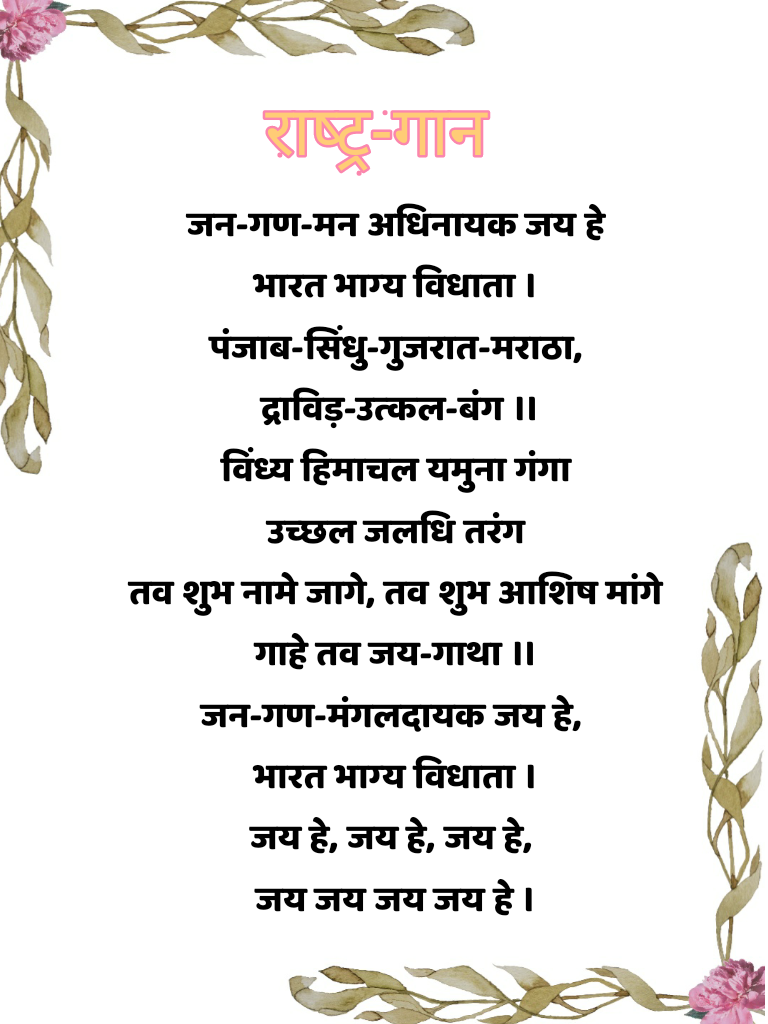 राष्ट्र-गान
जन-गण-मन अधिनायक जय हे
भारत भाग्य विधाता ।
पंजाब-सिंधु-गुजरात-मराठा,
द्राविड़-उत्कल-बंग ।।
विंध्य हिमाचल यमुना गंगा
उच्छल जलधि तरंग
तव शुभ नामे जागे, तव शुभ आशिष मांगे
गाहे तव जय-गाथा ।।
जन-गण-मंगलदायक जय हे,
भारत भाग्य विधाता ।
जय हे, जय हे, जय हे,
जय जय जय जय हे ।